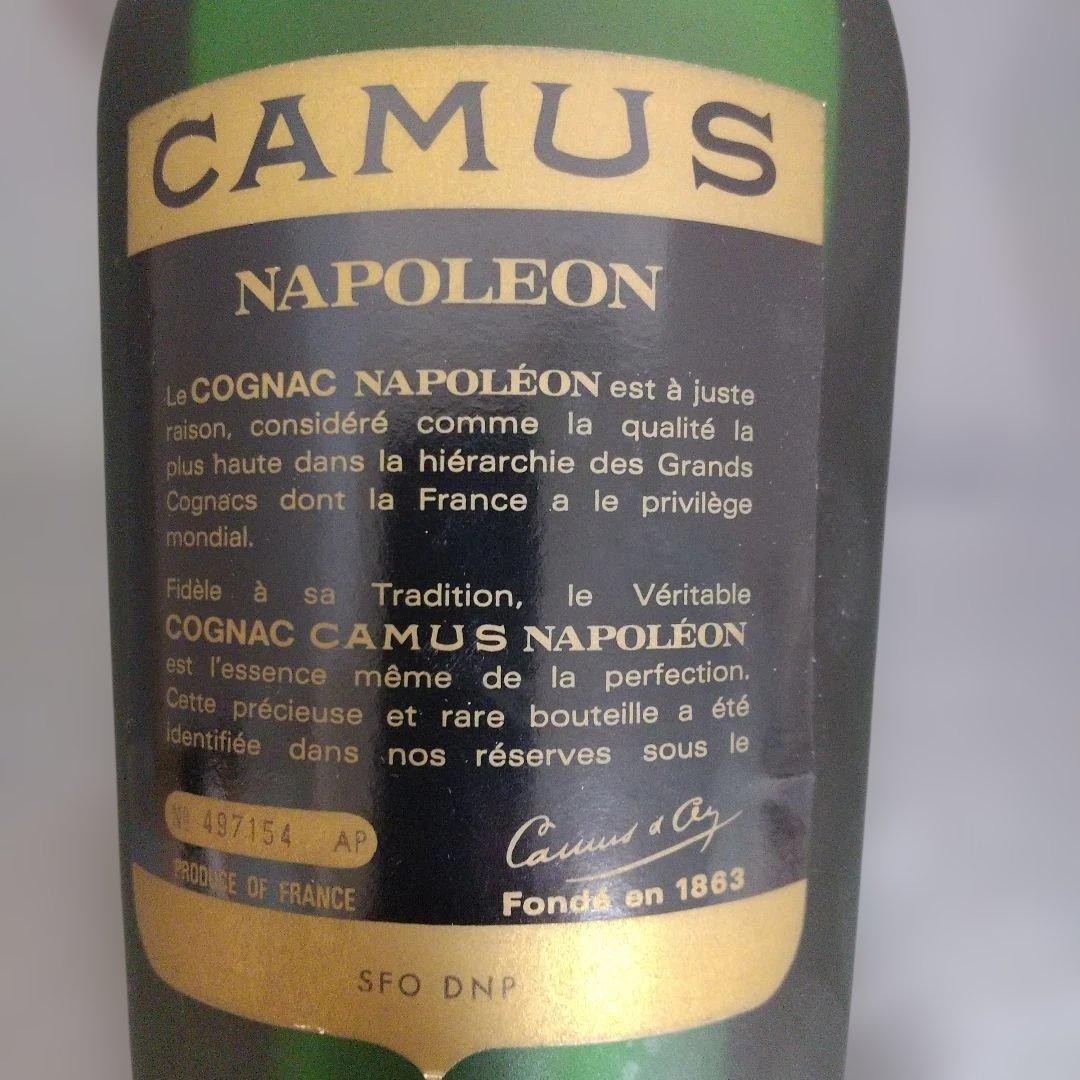 CAMUS
NAPOLEON
Le COGNAC NAPOLÉON est à juste
raison, considéré comme la qualité la
plus haute dans la hiérarchie des Grands
Cognacs dont la France a le privilège
mondial.
Fidèle à sa Tradition, le Véritable
COGNAC CAMUS NAPOLÉON
est l'essence même de la perfection.
Cette précieuse et rare bouteille a été
identifiée dans nos réserves sous le
Nº 497154 AP
Camus & Cie
PRODUCE OF FRANCE
Fondé en 1863
SFO DNP